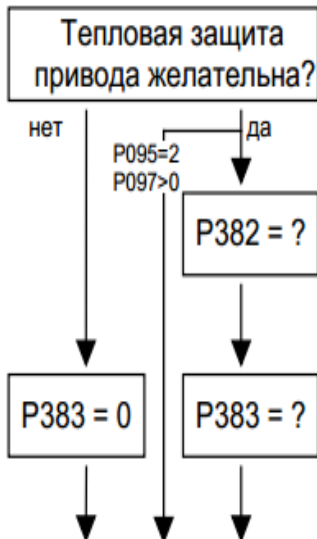 Тепловая защита
привода желательна?
нет
да
P095=2
P097>0
P382 = ?
P383 = 0
P383 = ?